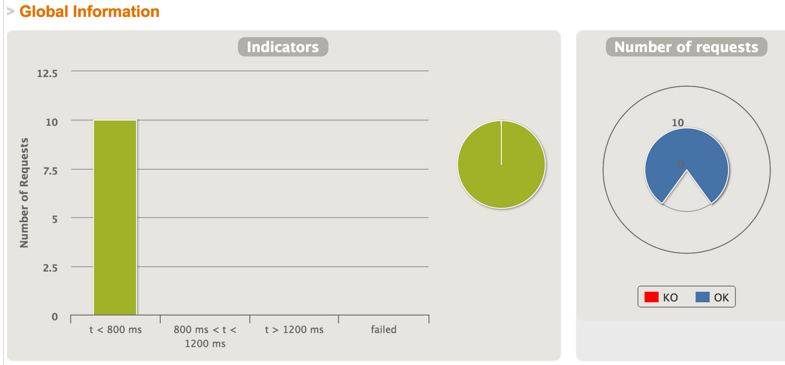 > Global Information
Indicators
Number of requests
12.5
10
7.5
5
2.5
0
Number of Requests
t < 800 ms
800 ms < t <
1200 ms
t > 1200 ms
failed
10
0
KO
OK